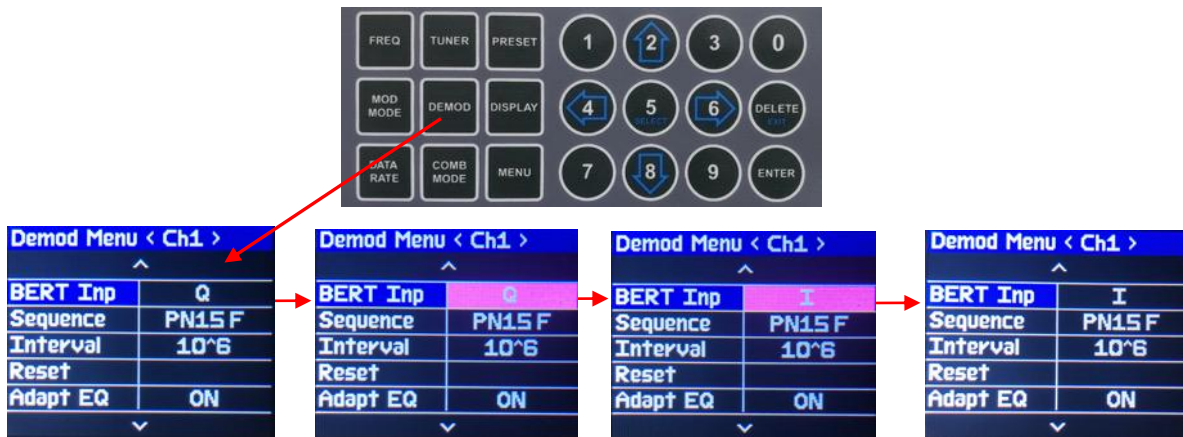 FREQ TUNER PRESET 1 2 3 0
MOD MODE DEMOD DISPLAY 4 5 SELECT 6 DELETE EXIT
DATA RATE COMB MODE MENU 7 8 9 ENTER
Demod Menu < Ch1 >
^
BERT Inp Q
Sequence PN15 F
Interval 10^6
Reset
Adapt EQ ON
Demod Menu < Ch1 >
^
BERT Inp Q
Sequence PN15 F
Interval 10^6
Reset
Adapt EQ ON
Demod Menu < Ch1 >
^
BERT Inp I
Sequence PN15 F
Interval 10^6
Reset
Adapt EQ ON
Demod Menu < Ch1 >
^
BERT Inp I
Sequence PN15 F
Interval 10^6
Reset
Adapt EQ ON